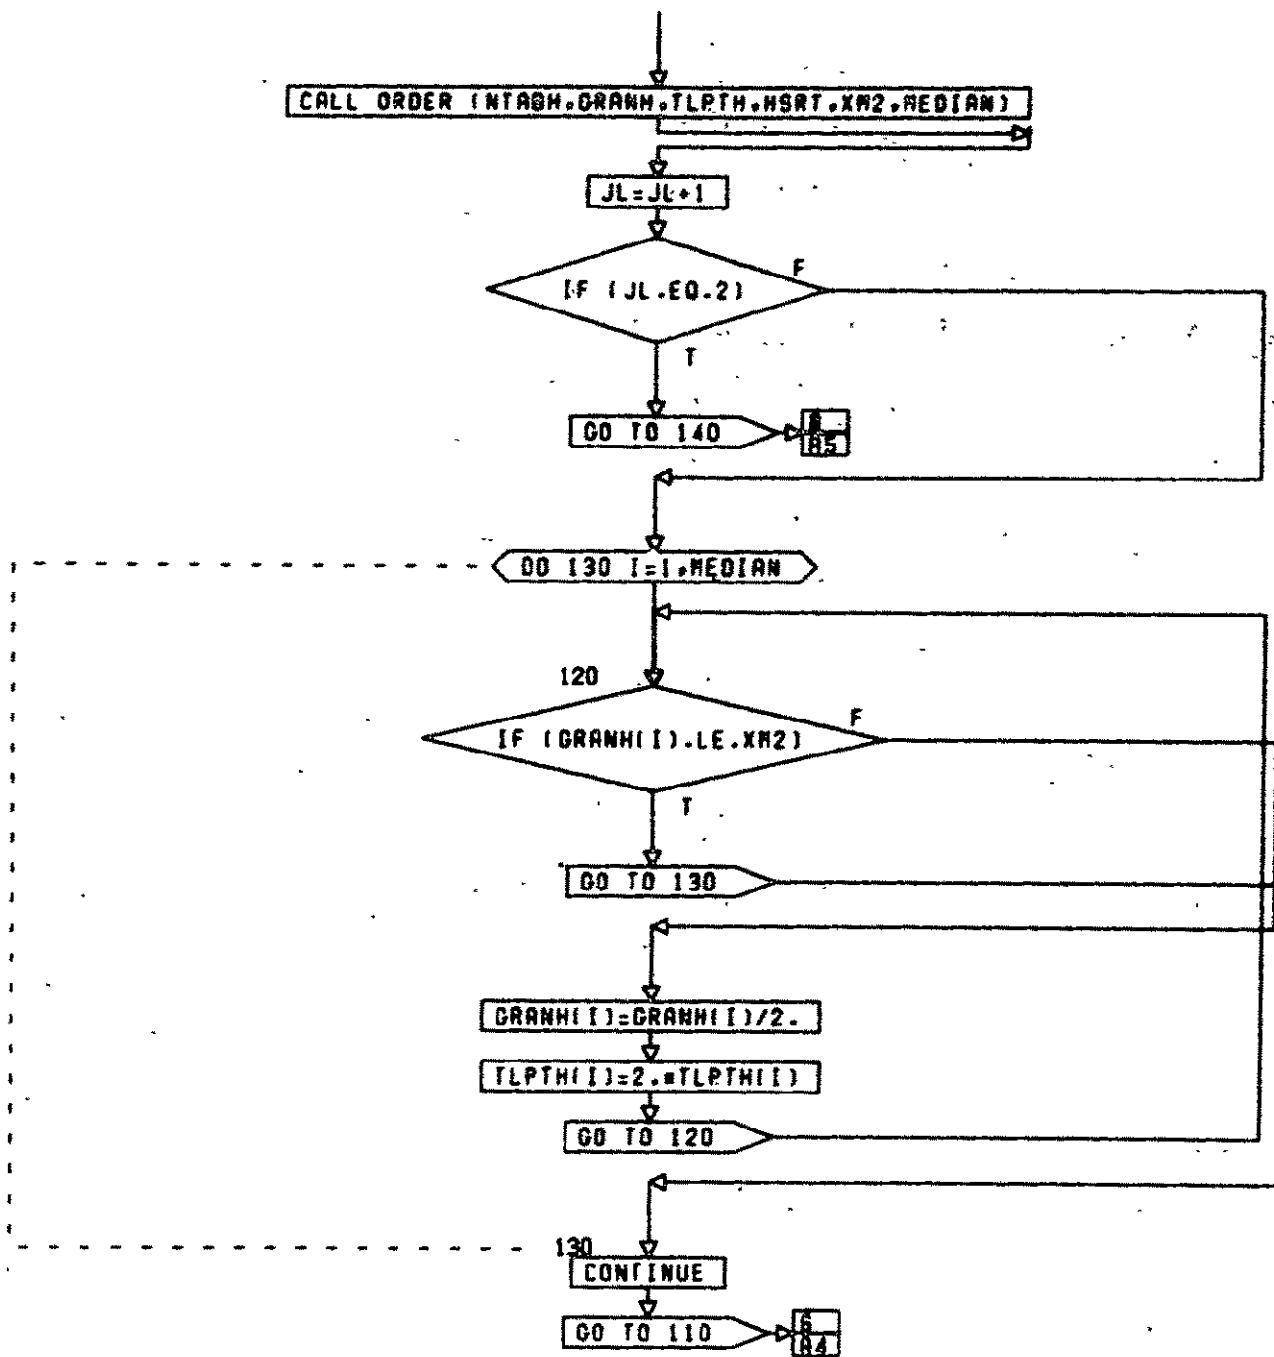 CALL ORDER (NTABH,GRANH,TLPTH,HSRT,XM2,MEDIAN)
JL=JL+1
IF (JL.EQ.2)
F
T
GO TO 140
A5
DO 130 I=1,MEDIAN
120
IF (GRANH(I).LE.XM2)
F
T
GO TO 130
GRANH(I)=GRANH(I)/2.
TLPTH(I)=2.*TLPTH(I)
GO TO 120
130
CONTINUE
GO TO 110
6
A4